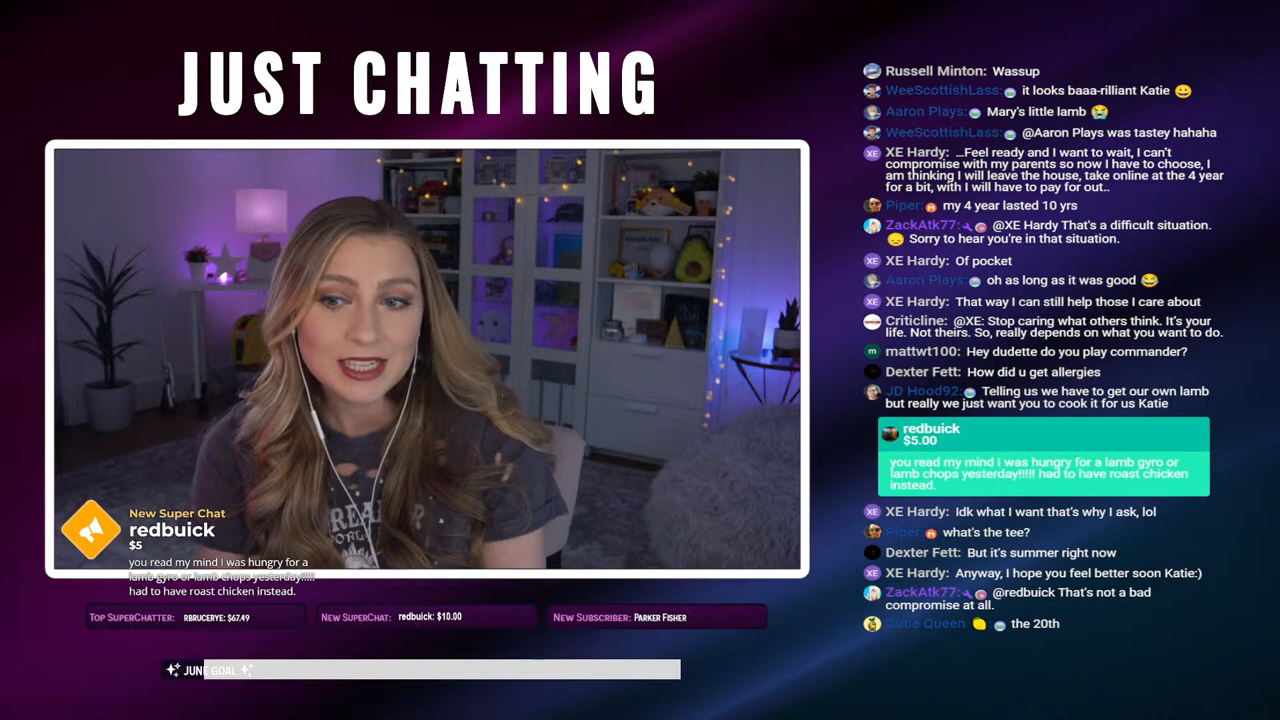 JUST CHATTING
New Super Chat
redbuick
$5
you read my mind I was hungry for a
lamb gyro or lamb chops yesterday!!!!!
had to have roast chicken instead.
TOP SUPERCHATTER: RBRUCERYE: $67.49
NEW SUPERCHAT: redbuick: $10.00
NEW SUBSCRIBER: PARKER FISHER
JUNE GOAL
Russell Minton: Wassup
WeeScottishLass: it looks baaa-rilliant Katie 😀
Aaron Plays: Mary's little lamb 😭
WeeScottishLass: @Aaron Plays was tastey hahaha
XE XE Hardy: ...Feel ready and I want to wait, I can't
compromise with my parents so now I have to choose, I
am thinking I will leave the house, take online at the 4 year
for a bit, with I will have to pay for out..
Piper: my 4 year lasted 10 yrs
ZackAtk77: @XE Hardy That's a difficult situation.
😞 Sorry to hear you're in that situation.
XE XE Hardy: Of pocket
Aaron Plays: oh as long as it was good 😂
XE XE Hardy: That way I can still help those I care about
Criticline: @XE: Stop caring what others think. It's your
life. Not theirs. So, really depends on what you want to do.
m mattwt100: Hey dudette do you play commander?
Dexter Fett: How did u get allergies
JD Hood92: Telling us we have to get our own lamb
but really we just want you to cook it for us Katie
redbuick
$5.00
you read my mind I was hungry for a lamb gyro or
lamb chops yesterday!!!!! had to have roast chicken
instead.
XE XE Hardy: Idk what I want that's why I ask, lol
Piper: what's the tee?
Dexter Fett: But it's summer right now
XE XE Hardy: Anyway, I hope you feel better soon Katie:)
ZackAtk77: @redbuick That's not a bad
compromise at all.
Cutie Queen 🍋: the 20th